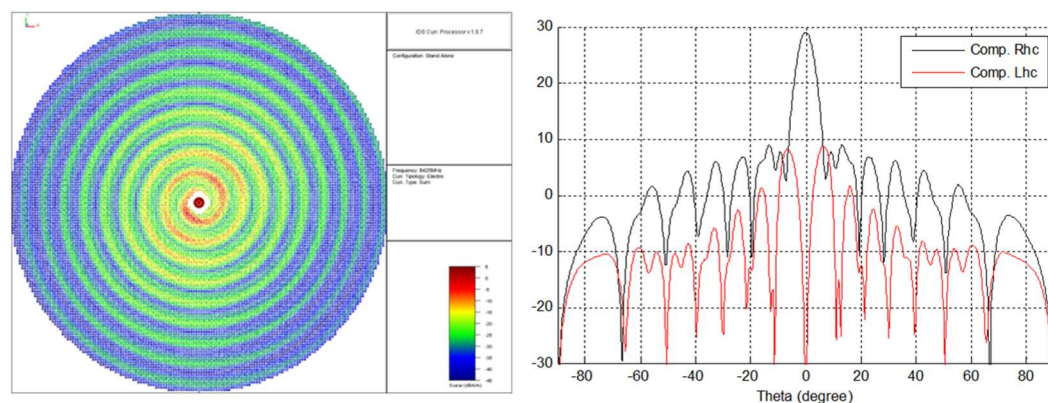 IDS Curr Processor v.1.0.7
Configuration: Stand Alone
Frequency: 8425MHz
Curr. Typology: Electric
Curr. Type: Sum
30
20
10
0
-10
-20
-30
-80
-60
-40
-20
0
20
40
60
80
Comp. Rhc
Comp. Lhc
Theta (degree)